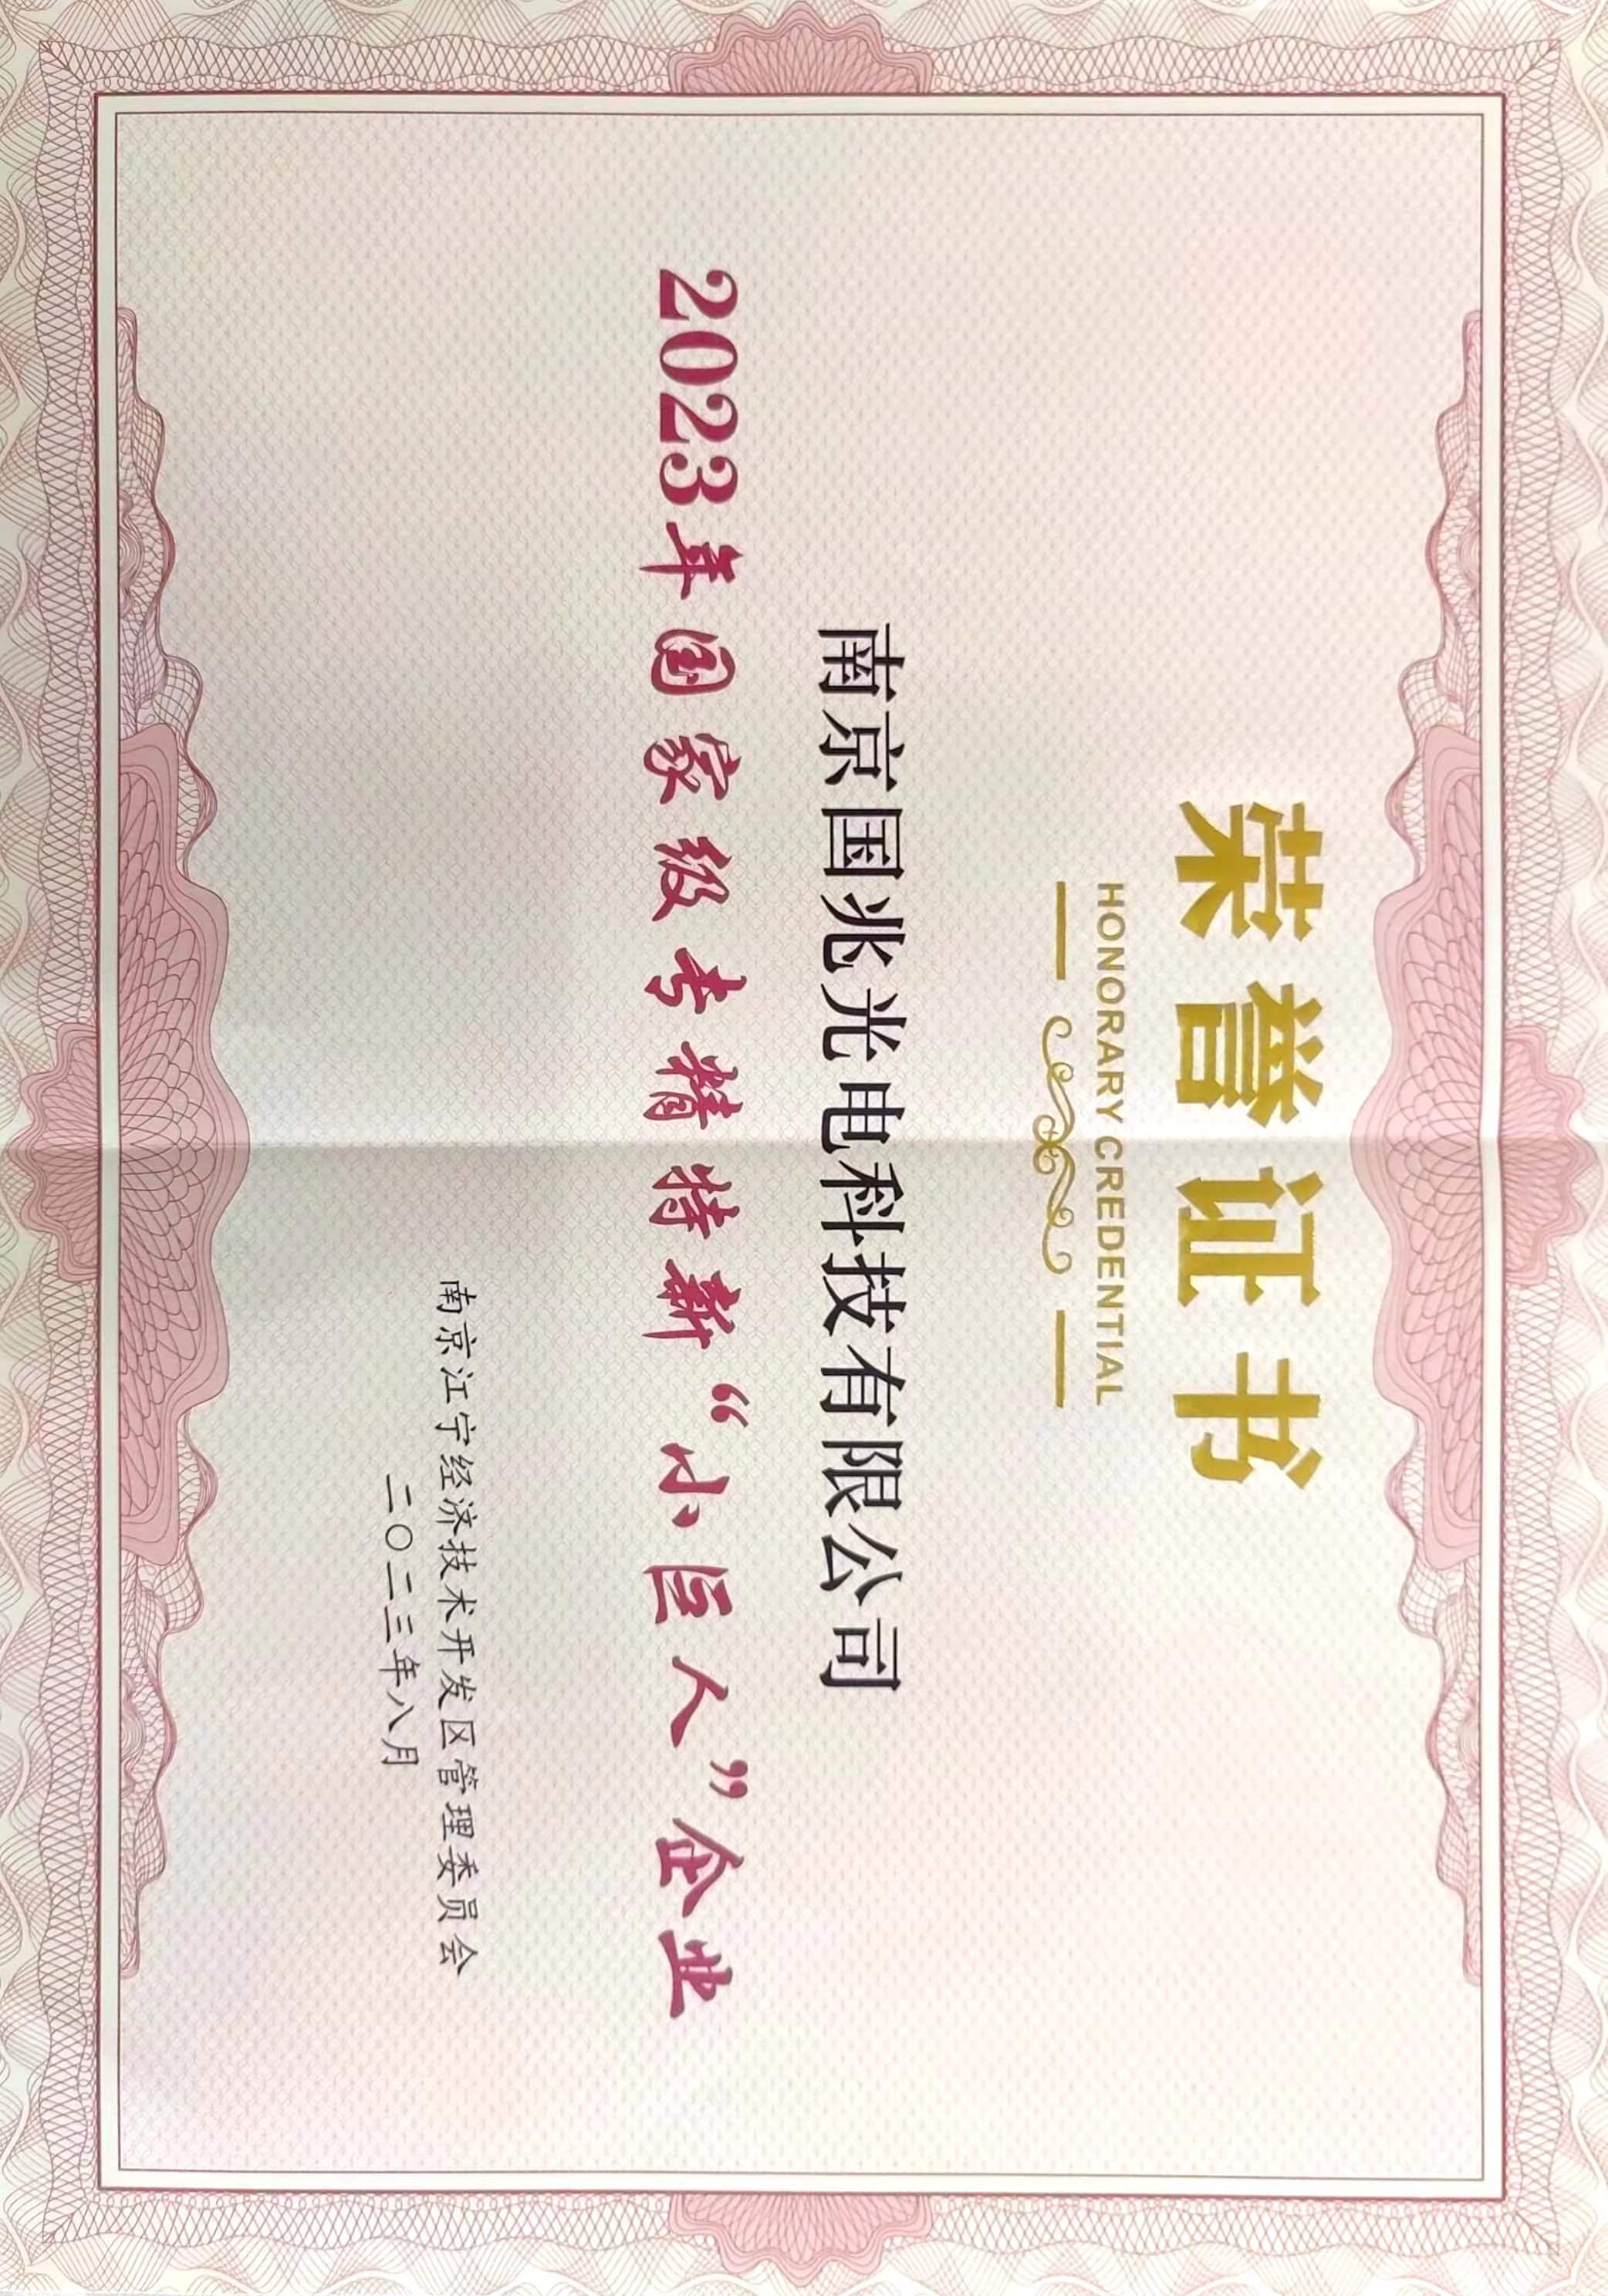 荣誉证书
HONORARY CREDENTIAL
南京国兆光电科技有限公司
2023年国家级专精特新“小巨人”企业
南京江宁经济技术开发区管理委员会
二〇二三年八月